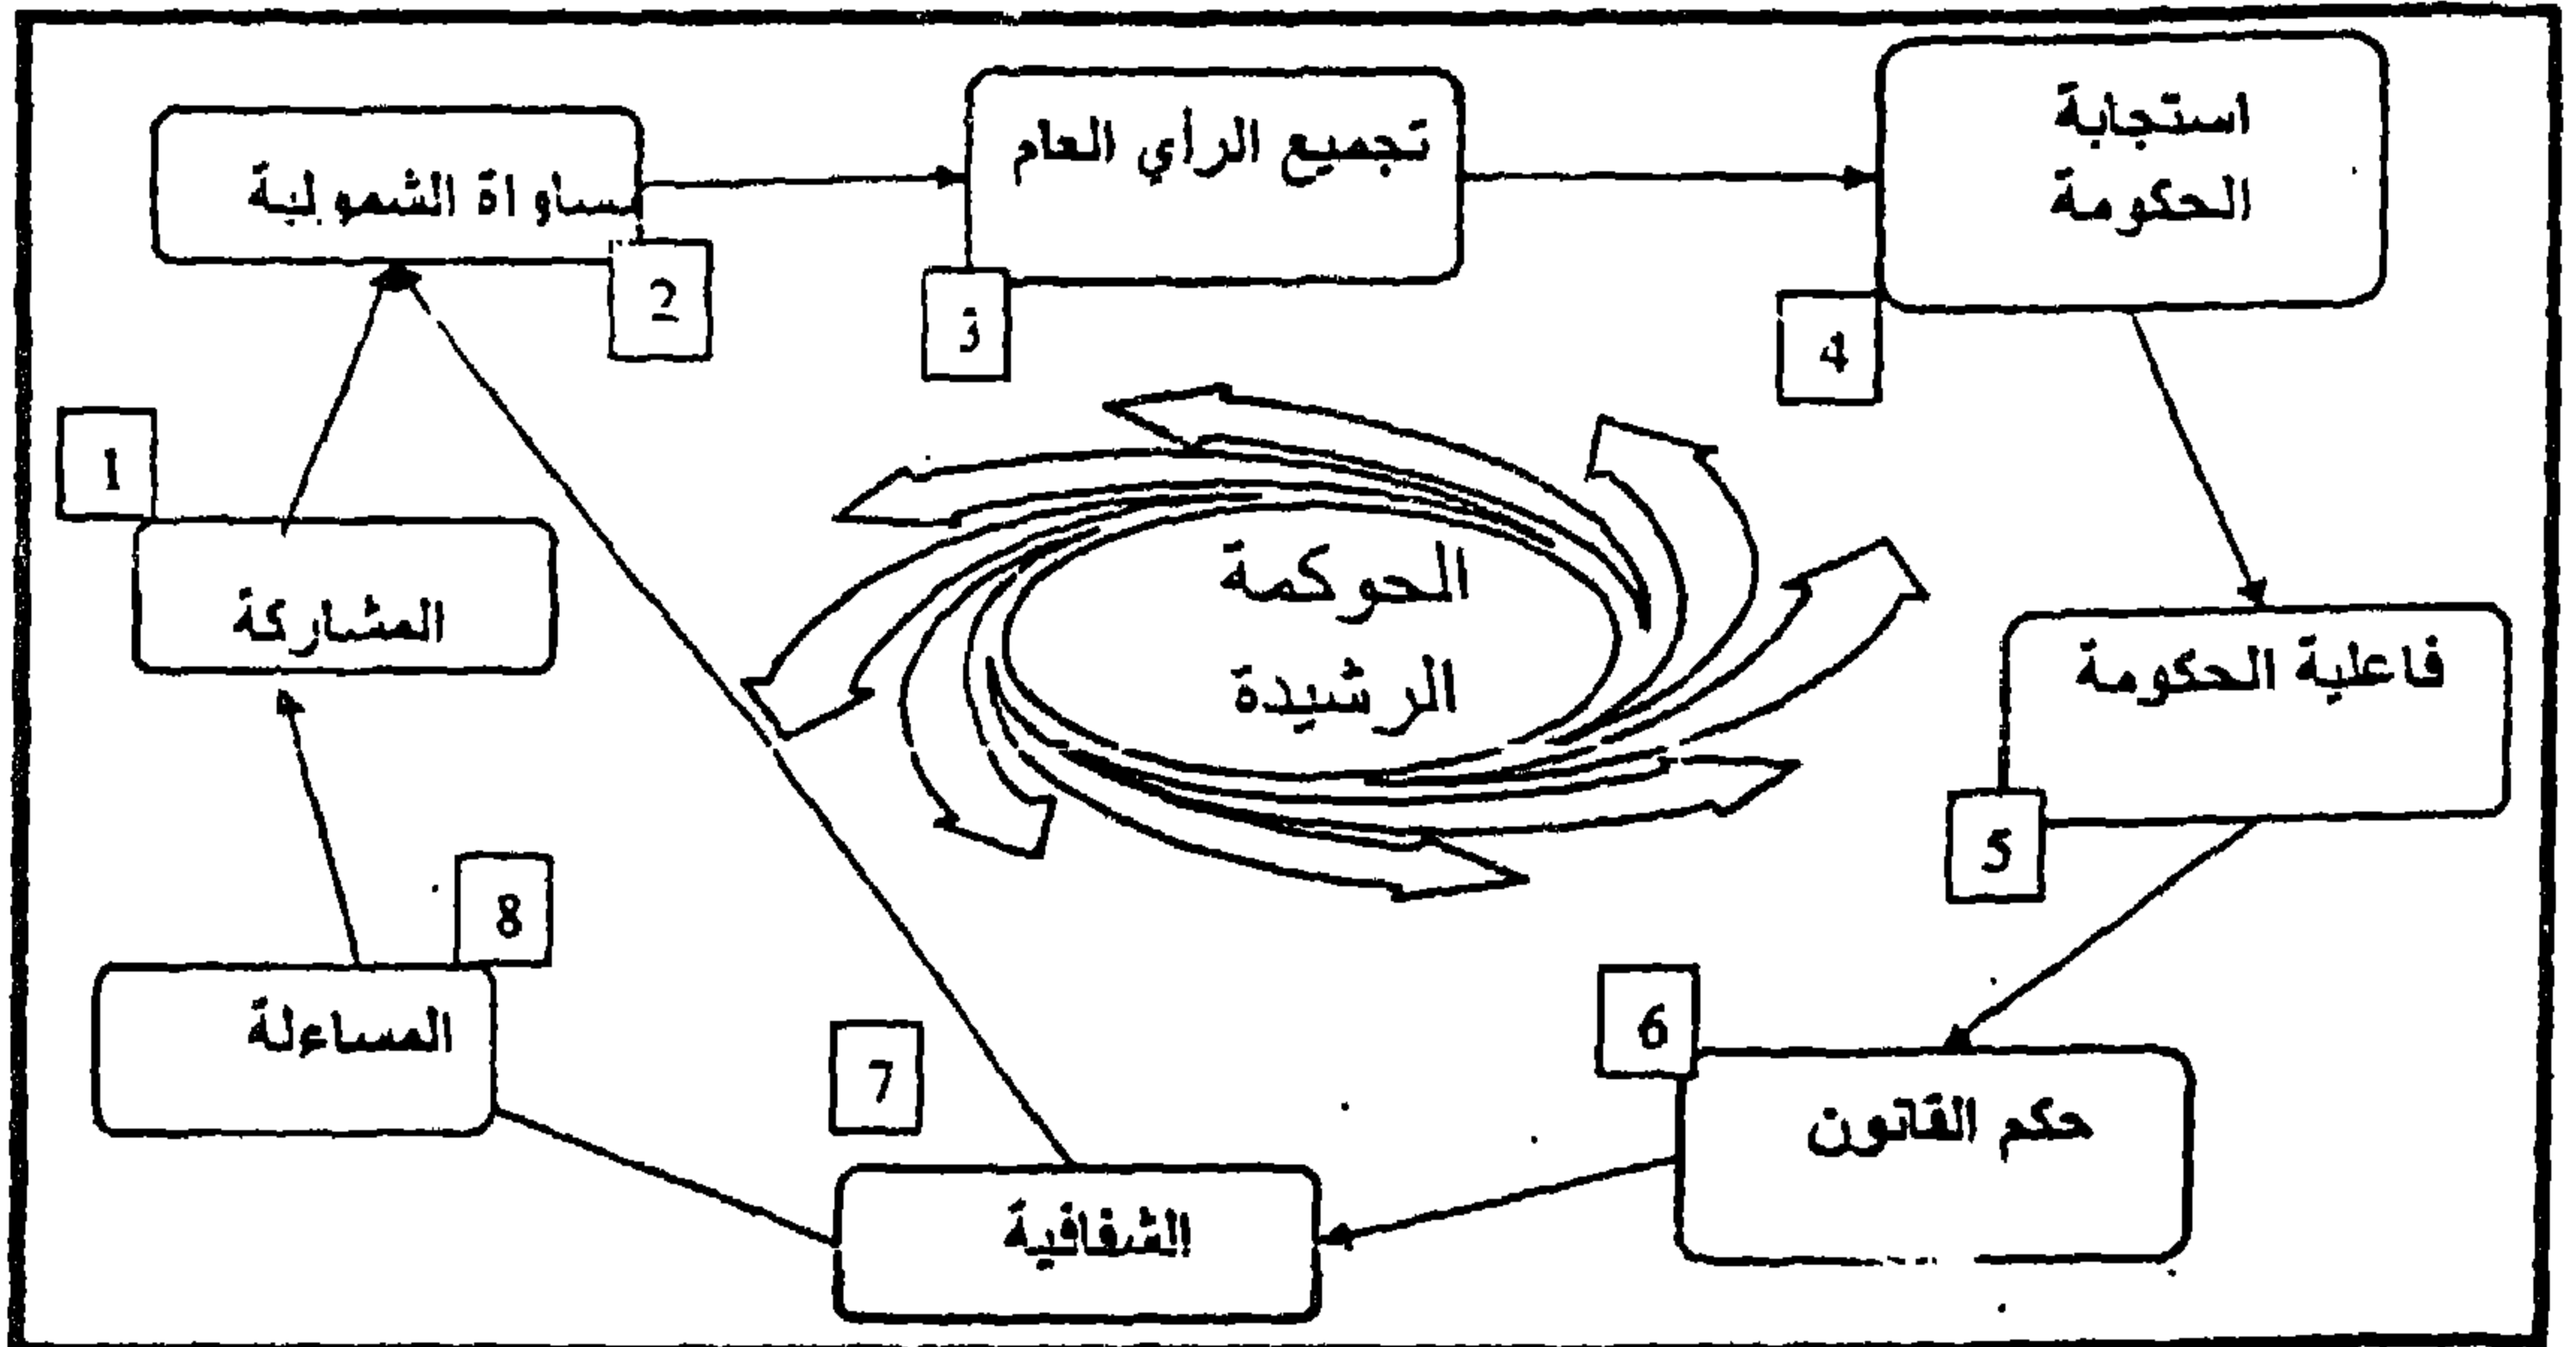 المشاركة
1
مساواة الشمولية
2
تجميع الرأي العام
3
استجابة
الحكومة
4
فاعلية الحكومة
5
حكم القانون
6
الشفافية
7
المساءلة
8
الحوكمة
الرشيدة